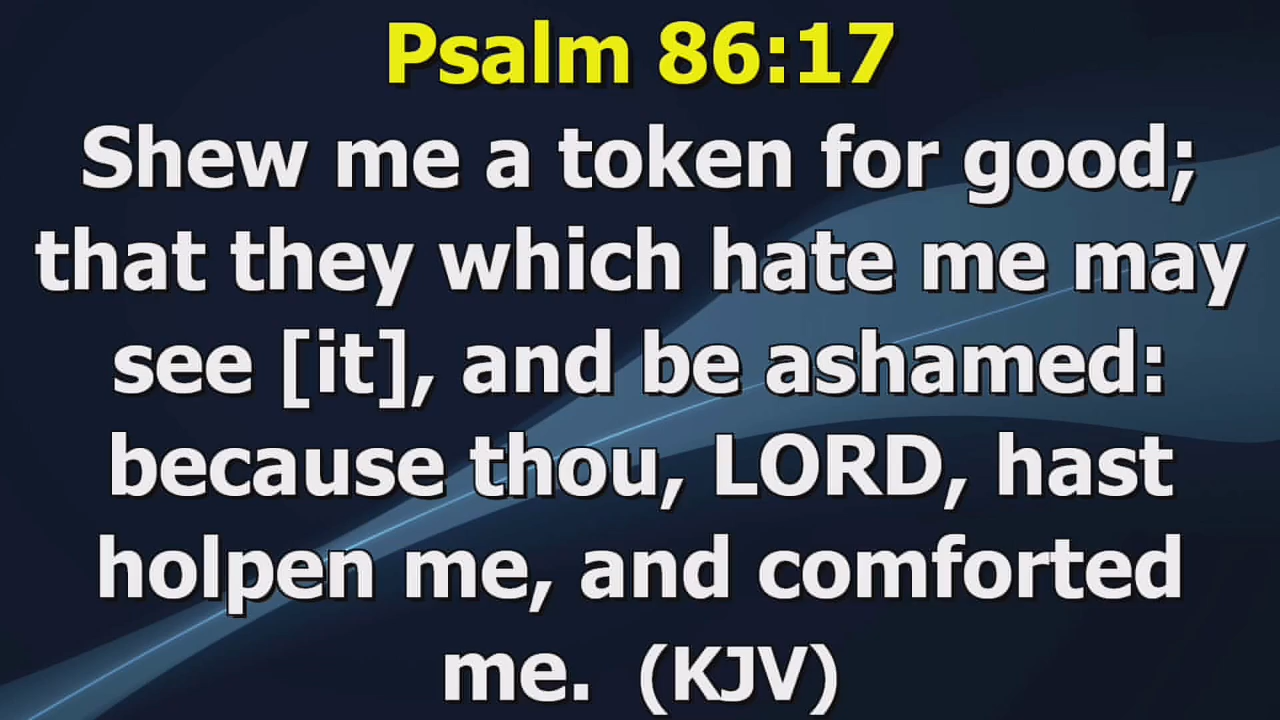 Psalm 86:17
Shew me a token for good;
that they which hate me may
see [it], and be ashamed:
because thou, LORD, hast
holpen me, and comforted
me. (KJV)